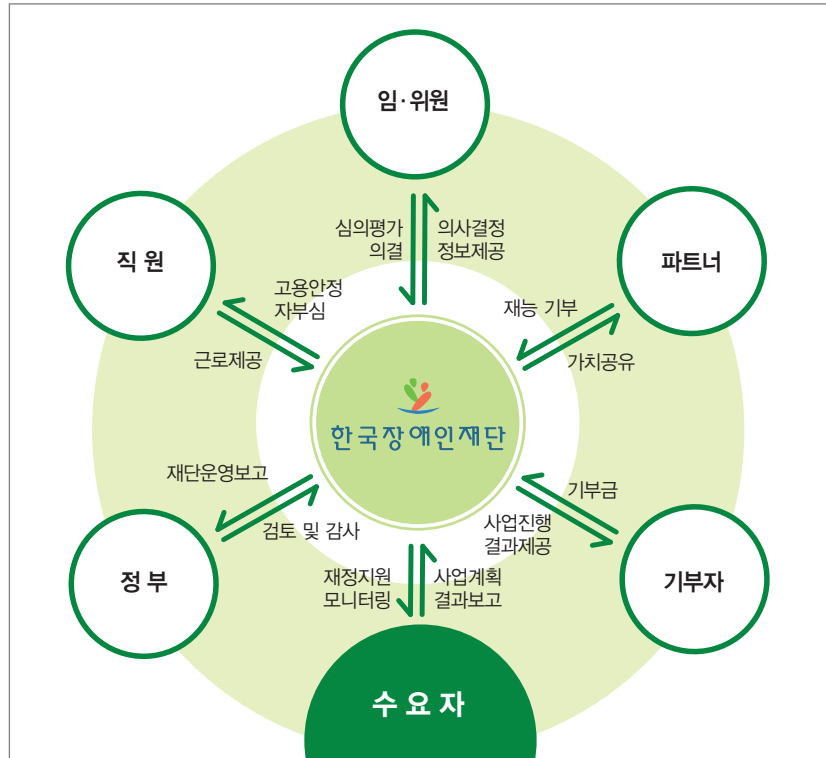 임·위원
직 원
파트너
심의평가
의결
의사결정
정보제공
고용안정
자부심
근로제공
재능 기부
가치공유
한국장애인재단
재단운영보고
검토 및 감사
기부금
사업진행
결과제공
재정지원
모니터링
사업계획
결과보고
정 부
기부자
수 요 자